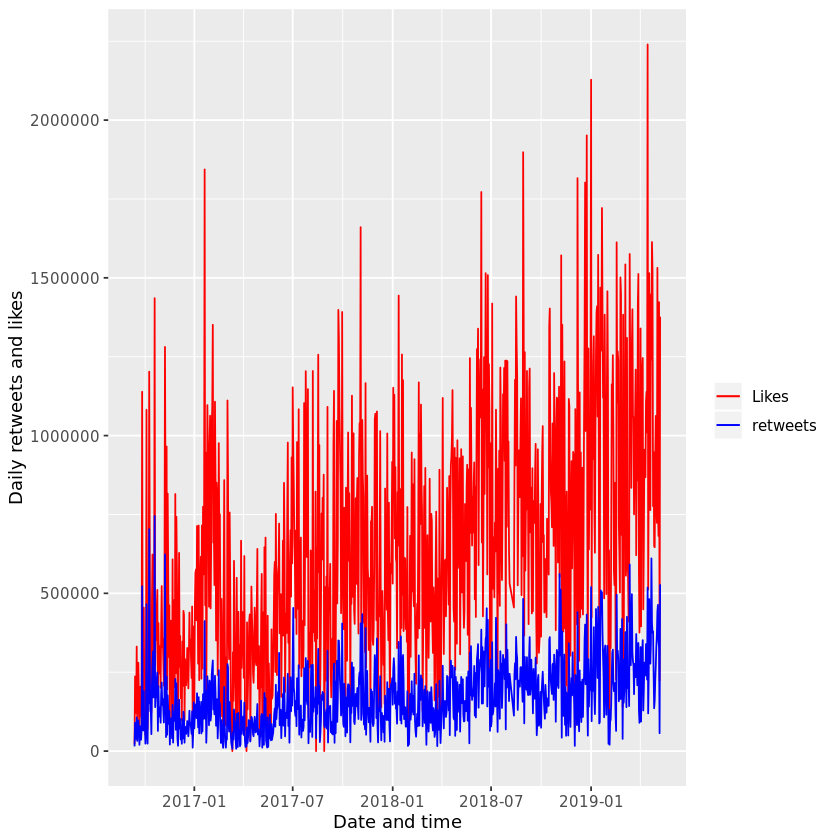 Daily retweets and likes
2000000
1500000
1000000
500000
0
2017-01 2017-07 2018-01 2018-07 2019-01
Date and time
Likes
retweets